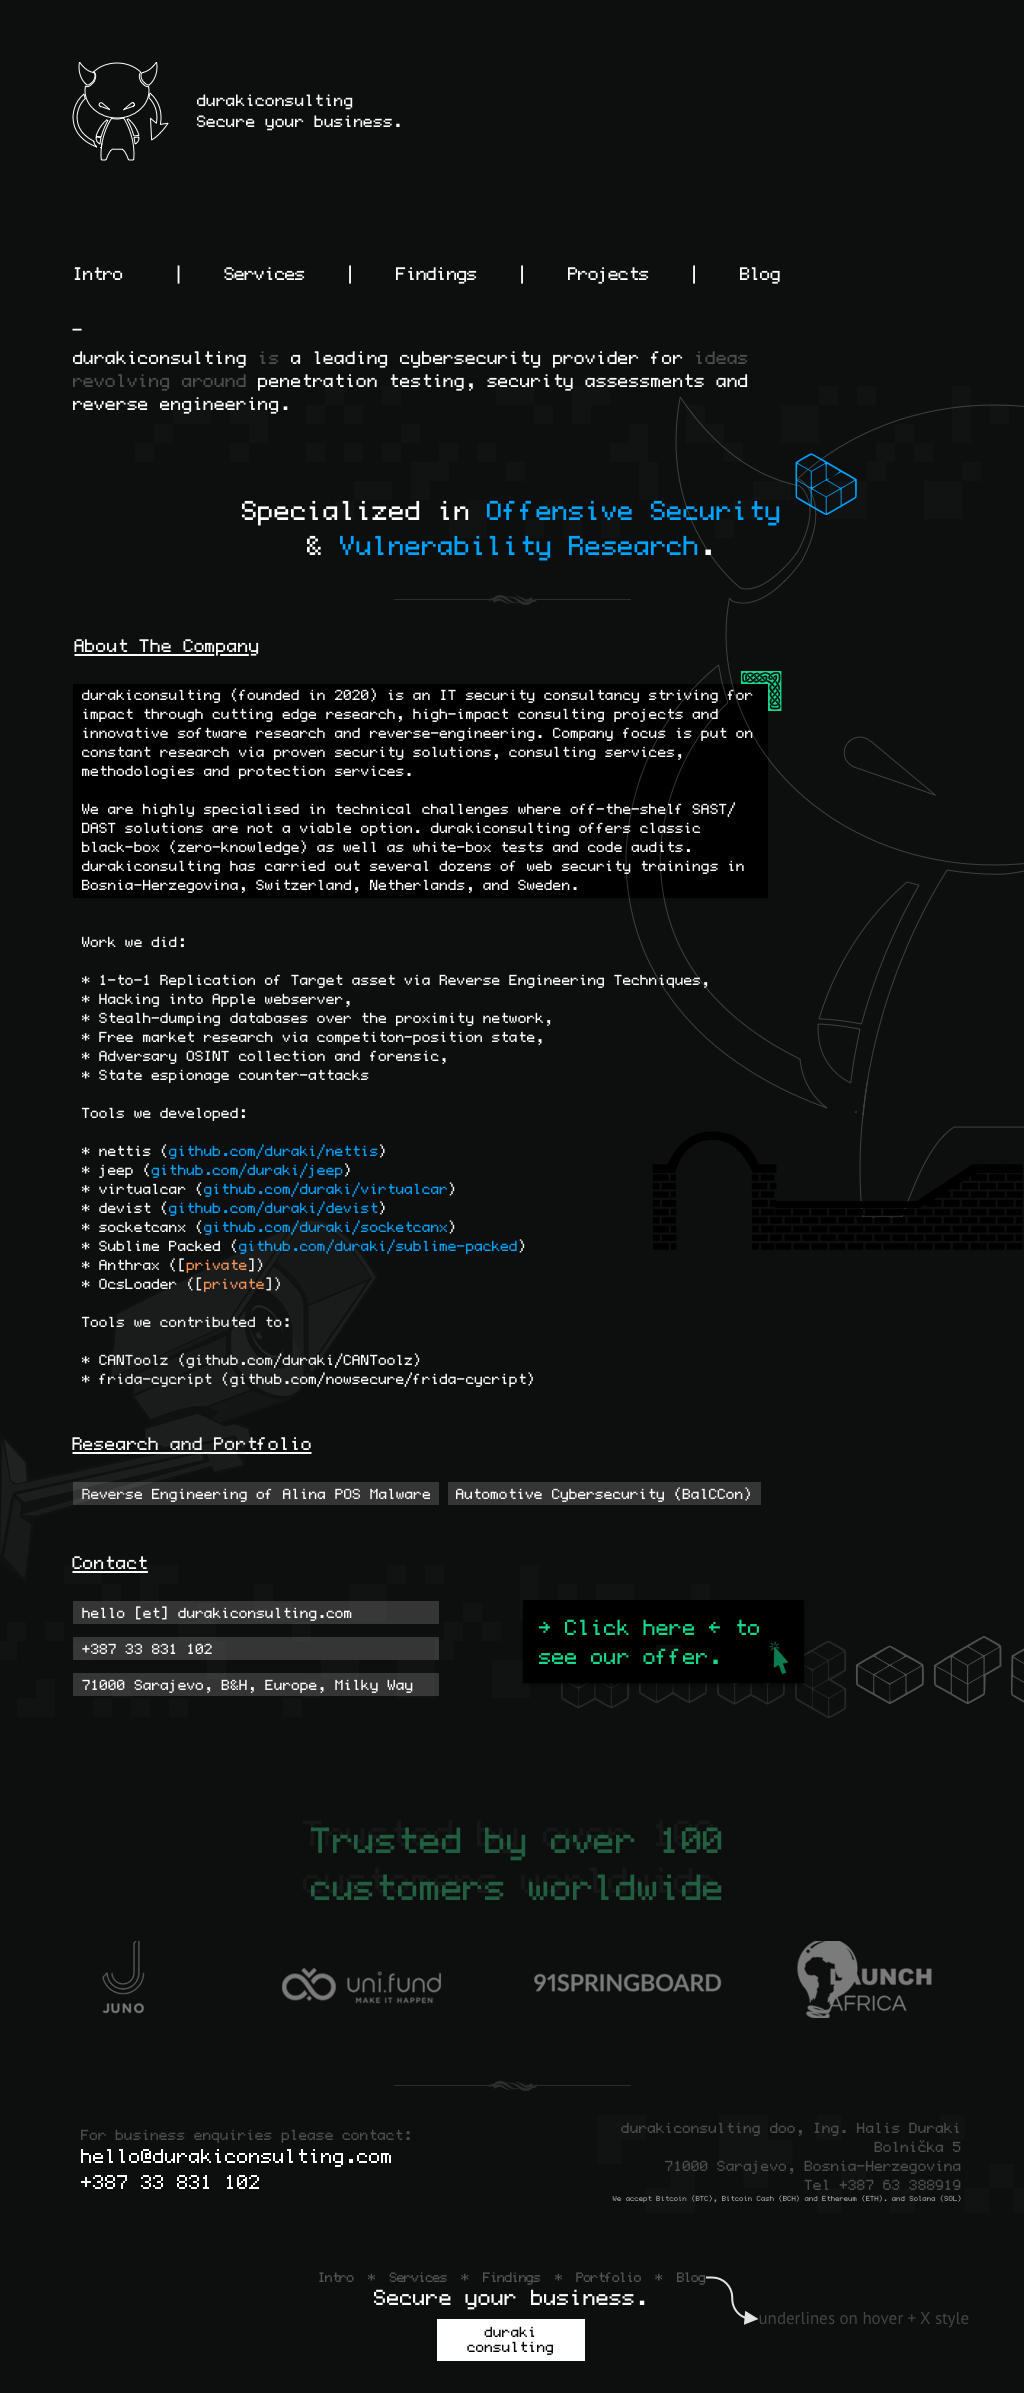 durakiconsulting
Secure your business.
Intro | Services | Findings | Projects | Blog
_
durakiconsulting is a leading cybersecurity provider for ideas
revolving around penetration testing, security assessments and
reverse engineering.
Specialized in Offensive Security
& Vulnerability Research.
About The Company
durakiconsulting (founded in 2020) is an IT security consultancy striving for
impact through cutting edge research, high-impact consulting projects and
innovative software research and reverse-engineering. Company focus is put on
constant research via proven security solutions, consulting services,
methodologies and protection services.
We are highly specialised in technical challenges where off-the-shelf SAST/
DAST solutions are not a viable option. durakiconsulting offers classic
black-box (zero-knowledge) as well as white-box tests and code audits.
durakiconsulting has carried out several dozens of web security trainings in
Bosnia-Herzegovina, Switzerland, Netherlands, and Sweden.
Work we did:
* 1-to-1 Replication of Target asset via Reverse Engineering Techniques,
* Hacking into Apple webserver,
* Stealh-dumping databases over the proximity network,
* Free market research via competiton-position state,
* Adversary OSINT collection and forensic,
* State espionage counter-attacks
Tools we developed:
* nettis (github.com/duraki/nettis)
* jeep (github.com/duraki/jeep)
* virtualcar (github.com/duraki/virtualcar)
* devist (github.com/duraki/devist)
* socketcanx (github.com/duraki/socketcanx)
* Sublime Packed (github.com/duraki/sublime-packed)
* Anthrax ([private])
* OcsLoader ([private])
Tools we contributed to:
* CANToolz (github.com/duraki/CANToolz)
* frida-cycript (github.com/nowsecure/frida-cycript)
Research and Portfolio
Reverse Engineering of Alina POS Malware
Automotive Cybersecurity (BalCCon)
Contact
hello [et] durakiconsulting.com
+387 33 831 102
71000 Sarajevo, B&H, Europe, Milky Way
→ Click here ← to
see our offer.
Trusted by over 100
customers worldwide
JUNO
uni.fund
MAKE IT HAPPEN
91SPRINGBOARD
LAUNCH
AFRICA
For business enquiries please contact:
hello@durakiconsulting.com
+387 33 831 102
durakiconsulting doo, Ing. Halis Duraki
Bolnička 5
71000 Sarajevo, Bosnia-Herzegovina
Tel +387 63 388919
We accept Bitcoin (BTC), Bitcoin Cash (BCH) and Ethereum (ETH). and Solana (SOL)
Intro * Services * Findings * Portfolio * Blog
Secure your business.
underlines on hover + X style
duraki
consulting